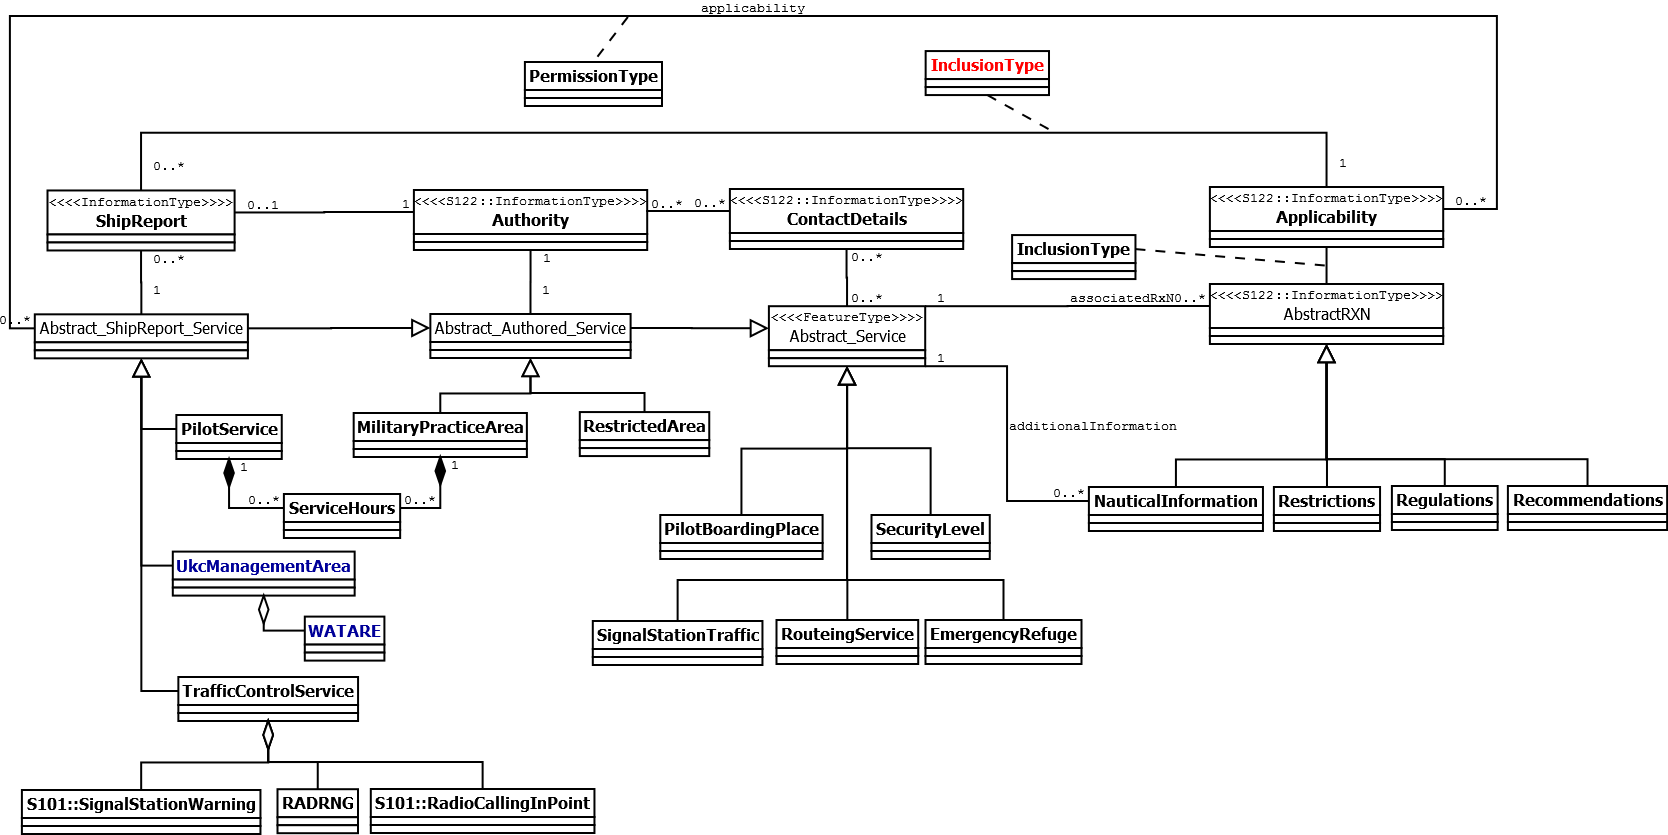 applicability
PermissionType
InclusionType
0..*
1
<<<<InformationType>>>>
ShipReport
0..1
1
<<<<S122::InformationType>>>>
Authority
0..*
0..*
<<<<S122::InformationType>>>>
ContactDetails
<<<<S122::InformationType>>>>
Applicability
0..*
InclusionType
0..*
1
0..*
1
1
0..*
1
associatedRxN0..*
<<<<S122::InformationType>>>>
AbstractRXN
0..*
Abstract_ShipReport_Service
Abstract_Authored_Service
<<<<FeatureType>>>>
Abstract_Service
1
PilotService
MilitaryPracticeArea
RestrictedArea
additionalInformation
1
1
0..*
0..*
0..*
ServiceHours
NauticalInformation
Restrictions
Regulations
Recommendations
PilotBoardingPlace
SecurityLevel
UkcManagementArea
WATARE
SignalStationTraffic
RouteingService
EmergencyRefuge
TrafficControlService
S101::SignalStationWarning
RADRNG
S101::RadioCallingInPoint